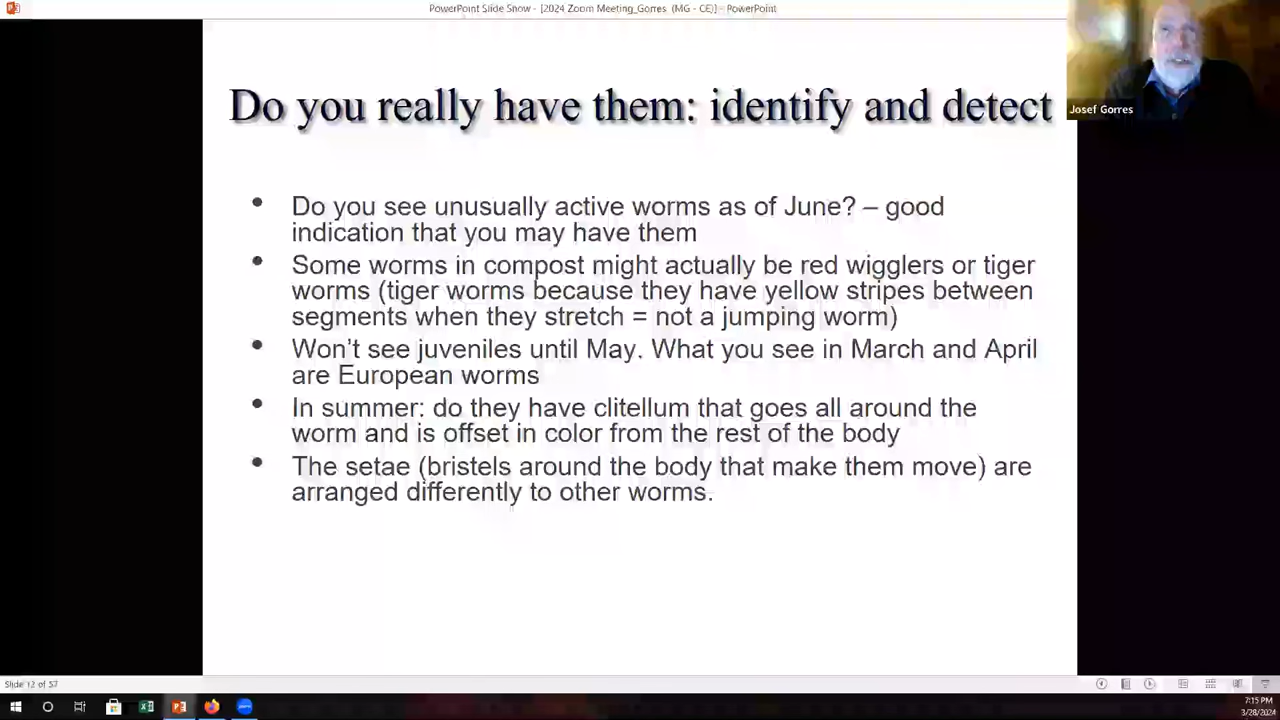 PowerPoint Slide Show - [2024 Zoom Meeting_Gorres (MG - CE)] - PowerPoint
Josef Gorres
Do you really have them: identify and detect
• Do you see unusually active worms as of June? – good
indication that you may have them
• Some worms in compost might actually be red wigglers or tiger
worms (tiger worms because they have yellow stripes between
segments when they stretch = not a jumping worm)
• Won't see juveniles until May. What you see in March and April
are European worms
• In summer: do they have clitellum that goes all around the
worm and is offset in color from the rest of the body
• The setae (bristels around the body that make them move) are
arranged differently to other worms.
Slide 12 of 57
7:15 PM
3/28/2024